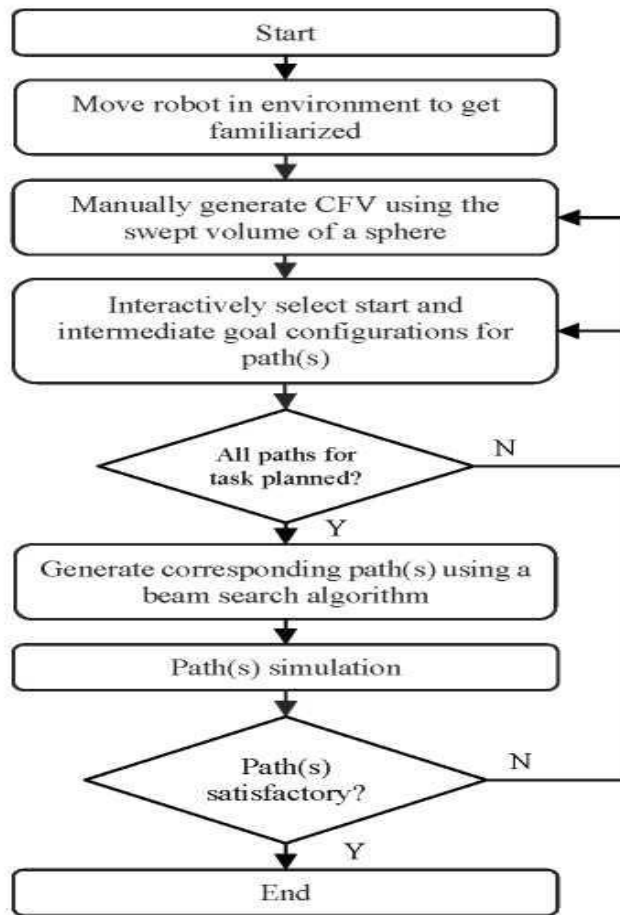 Start
Move robot in environment to get
familiarized
Manually generate CFV using the
swept volume of a sphere
Interactively select start and
intermediate goal configurations for
path(s)
All paths for
task planned?
N
Y
Generate corresponding path(s) using a
beam search algorithm
Path(s) simulation
Path(s)
satisfactory?
N
Y
End